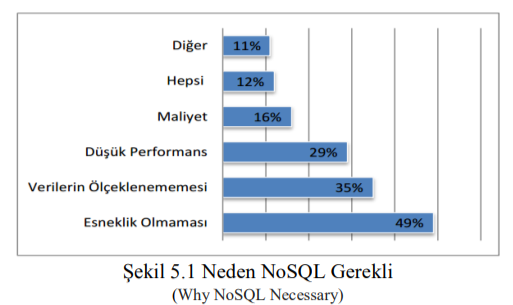 Diğer 11%
Hepsi 12%
Maliyet 16%
Düşük Performans 29%
Verilerin Ölçeklenememesi 35%
Esneklik Olmaması 49%
Şekil 5.1 Neden NoSQL Gerekli
(Why NoSQL Necessary)